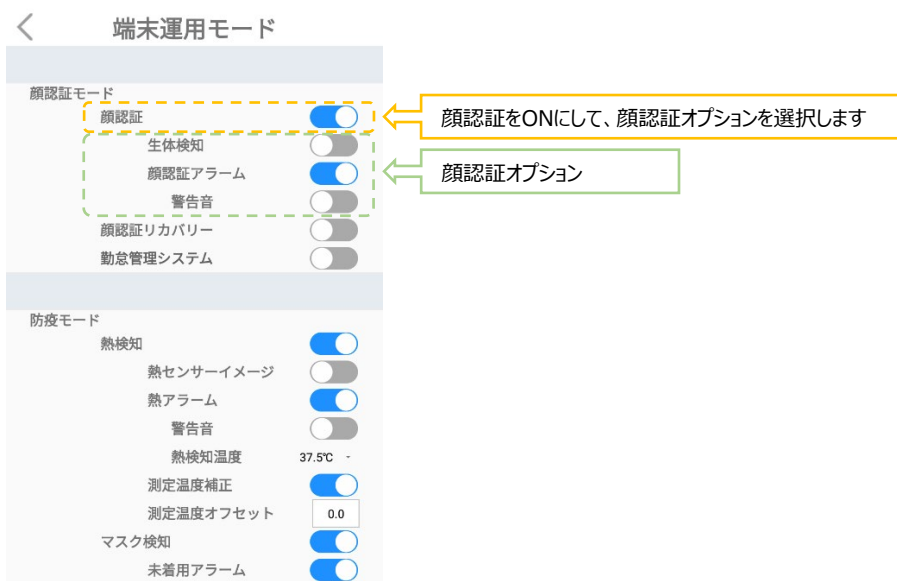 端末運用モード
顔認証モード
顔認証
顔認証をONにして、顔認証オプションを選択します
生体検知
顔認証アラーム
顔認証オプション
警告音
顔認証リカバリー
勤怠管理システム
防疫モード
熱検知
熱センサーイメージ
熱アラーム
警告音
熱検知温度 37.5℃ -
測定温度補正
測定温度オフセット 0.0
マスク検知
未着用アラーム